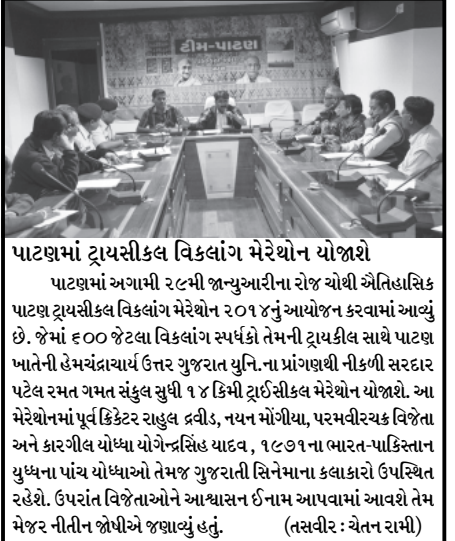 ટીમ-પાટણ
પાટણમાં ટ્રાયસીકલ વિકલાંગ મેરેથોન યોજાશે
પાટણમાં અગામી ૨૯મી જાન્યુઆરીના રોજ ચોથી ઐતિહાસિક
પાટણ ટ્રાયસીકલ વિકલાંગ મેરેથોન ૨૦૧૪નું આયોજન કરવામાં આવ્યું
છે. જેમાં ૬૦૦ જેટલા વિકલાંગ સ્પર્ધકો તેમની ટ્રાયકીલ સાથે પાટણ
ખાતેની હેમચંદ્રાચાર્ય ઉત્તર ગુજરાત યુનિ.ના પ્રાંગણથી નીકળી સરદાર
પટેલ રમત ગમત સંકુલ સુધી ૧૪ કિમી ટ્રાઈસીકલ મેરેથોન યોજાશે. આ
મેરેથોનમાં પૂર્વ ક્રિકેટર રાહુલ દ્રવીડ, નયન મોંગીયા, પરમવીરચક્ર વિજેતા
અને કારગીલ યોધ્ધા યોગેન્દ્રસિંહ યાદવ , ૧૯૭૧ના ભારત-પાકિસ્તાન
યુધ્ધના પાંચ યોધ્ધાઓ તેમજ ગુજરાતી સિનેમાના કલાકારો ઉપસ્થિત
રહેશે. ઉપરાંત વિજેતાઓને આશ્વાસન ઈનામ આપવામાં આવશે તેમ
મેજર નીતીન જોષીએ જણાવ્યું હતું. (તસવીર : ચેતન રામી)